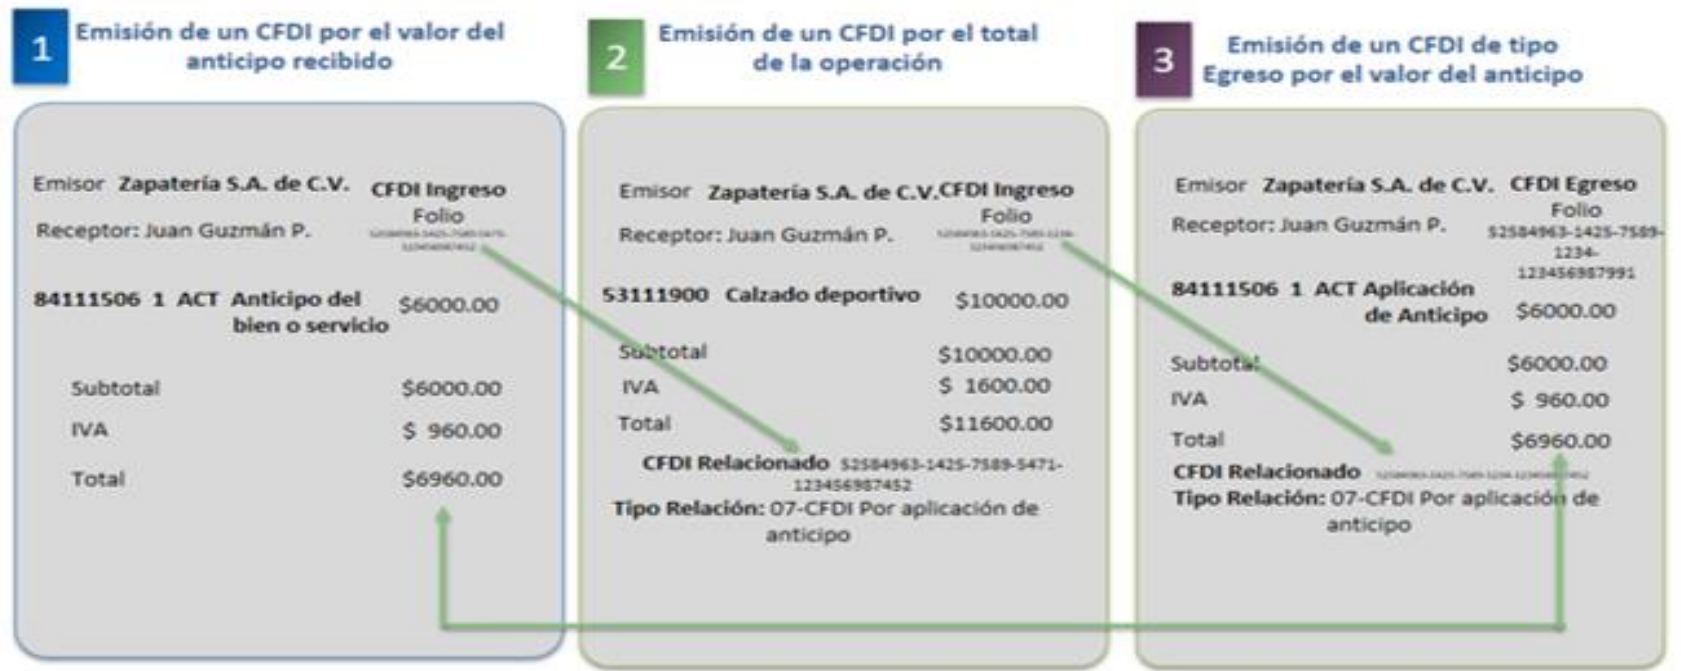 1
Emisión de un CFDI por el valor del
anticipo recibido
Emisor Zapatería S.A. de C.V. CFDI Ingreso
Folio
Receptor: Juan Guzmán P.
84111506 1 ACT Anticipo del $6000.00
bien o servicio
Subtotal $6000.00
IVA $ 960.00
Total $6960.00
2
Emisión de un CFDI por el total
de la operación
Emisor Zapatería S.A. de C.V. CFDI Ingreso
Folio
Receptor: Juan Guzmán P.
53111900 Calzado deportivo $10000.00
Subtotal $10000.00
IVA $ 1600.00
Total $11600.00
CFDI Relacionado 52584963-1425-7589-5471-
123456987452
Tipo Relación: 07-CFDI Por aplicación de
anticipo
3
Emisión de un CFDI de tipo
Egreso por el valor del anticipo
Emisor Zapatería S.A. de C.V. CFDI Egreso
Folio
Receptor: Juan Guzmán P. 52584963-1425-7589-
1234-
123456987991
84111506 1 ACT Aplicación
de Anticipo $6000.00
Subtotal $6000.00
IVA $ 960.00
Total $6960.00
CFDI Relacionado
Tipo Relación: 07-CFDI Por aplicación de
anticipo